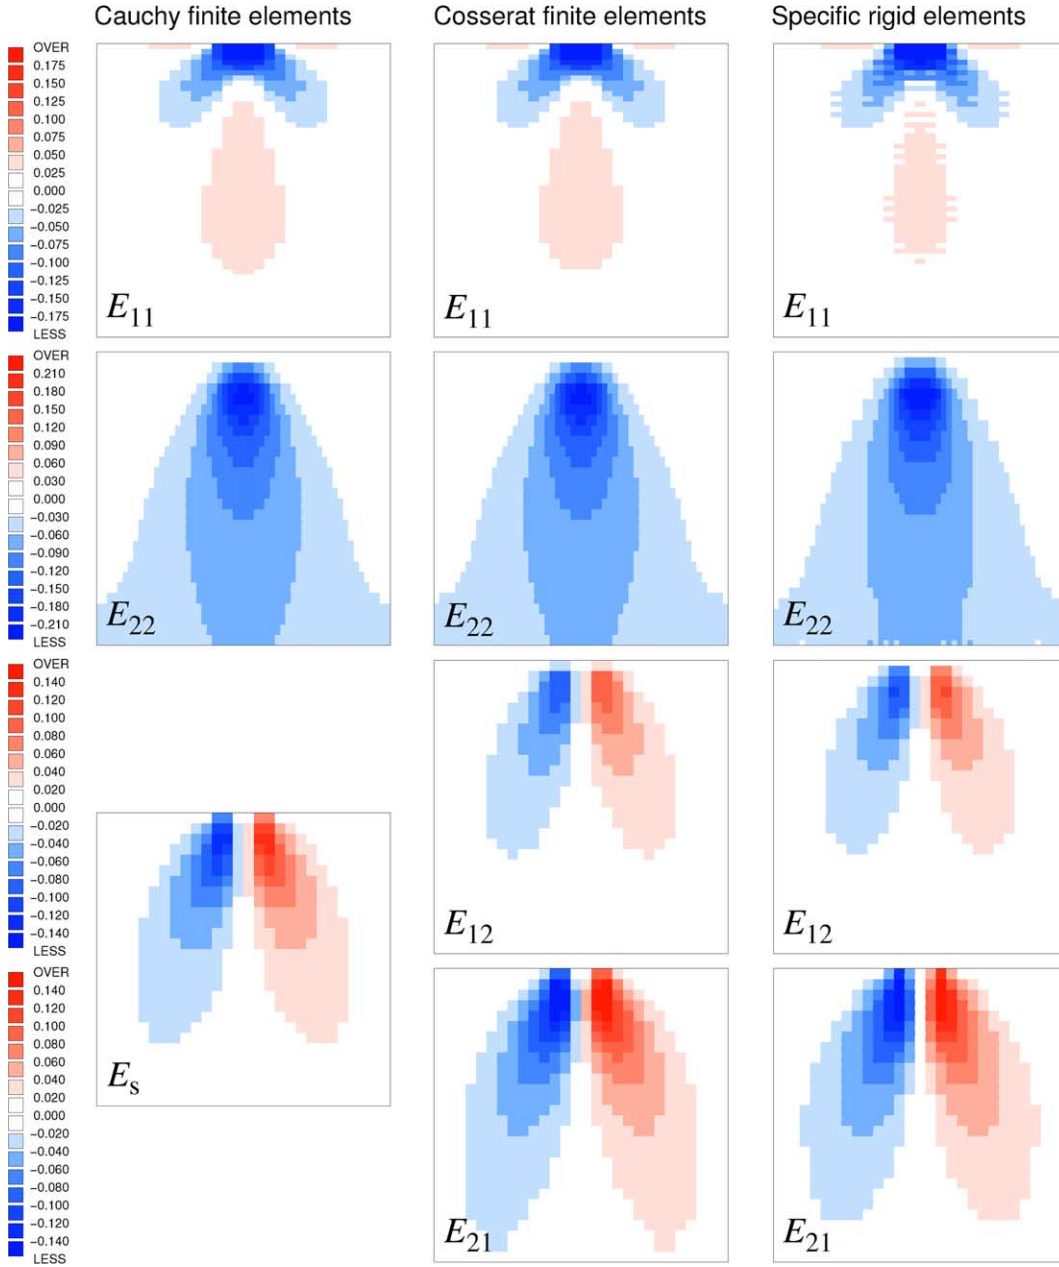 Cauchy finite elements
Cosserat finite elements
Specific rigid elements
OVER
0.175
0.150
0.125
0.100
0.075
0.050
0.025
0.000
−0.025
−0.050
−0.075
−0.100
−0.125
−0.150
−0.175
LESS
E11
E11
E11
OVER
0.210
0.180
0.150
0.120
0.090
0.060
0.030
0.000
−0.030
−0.060
−0.090
−0.120
−0.150
−0.180
−0.210
LESS
E22
E22
E22
OVER
0.140
0.120
0.100
0.080
0.060
0.040
0.020
0.000
−0.020
−0.040
−0.060
−0.080
−0.100
−0.120
−0.140
LESS
E12
E12
OVER
0.140
0.120
0.100
0.080
0.060
0.040
0.020
0.000
−0.020
−0.040
−0.060
−0.080
−0.100
−0.120
−0.140
LESS
Es
E21
E21